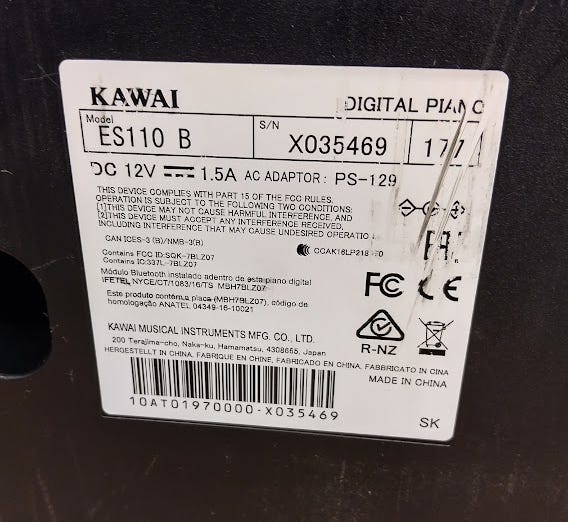 KAWAI DIGITAL PIANO
Model ES110 B S/N X035469 177
DC 12V 1.5A AC ADAPTOR: PS-129
THIS DEVICE COMPLIES WITH PART 15 OF THE FCC RULES.
OPERATION IS SUBJECT TO THE FOLLOWING TWO CONDITIONS:
[1]THIS DEVICE MAY NOT CAUSE HARMFUL INTERFERENCE, AND
[2]THIS DEVICE MUST ACCEPT ANY INTERFERENCE RECEIVED,
INCLUDING INTERFERENCE THAT MAY CAUSE UNDESIRED OPERATIO
CAN ICES-3 (B)/NMB-3(B)
Contains FCC ID:SQK-7BLZ07
Contains IC:337L-7BLZ07
Módulo Bluetooth instalado adentro de este piano digital
IFETEL NYCE/CT/1083/16/TS MBH7BLZ07
Este produto contém a placa (MBH7BLZ07), código de
homologação ANATEL 04349-16-10021
FC CE
R-NZ
KAWAI MUSICAL INSTRUMENTS MFG. CO., LTD.
200 Terajima-cho, Naka-ku, Hamamatsu, 4308665, Japan
HERGESTELLT IN CHINA, FABRIQUE EN CHINE, FABRICADO EN CHINA, FABBRICATO IN CINA
MADE IN CHINA
10AT01970000-X035469
SK